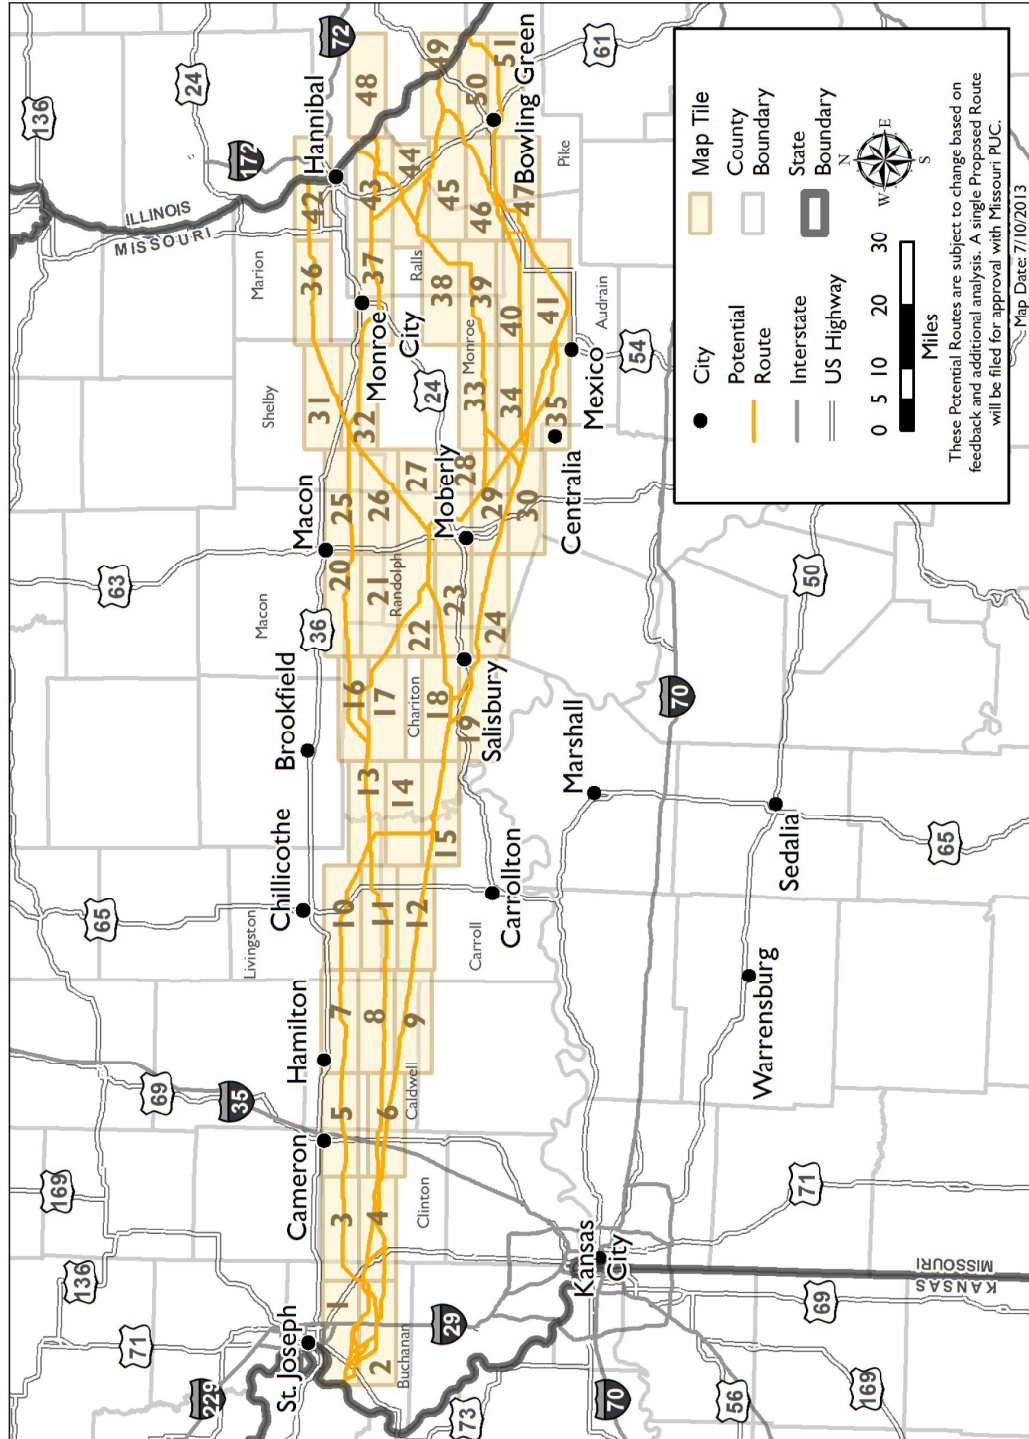 136
24
172
72
61
ILLINOIS
MISSOURI
Hannibal
Marion
Shelby
Macon
Macon
63
36
Brookfield
Chillicothe
65
Livingston
Hamilton
69
35
Cameron
169
136
71
St. Joseph
229
1
2
3
4
5
6
7
8
9
10
11
12
13
14
15
16
17
18
19
20
21
22
23
24
25
26
27
28
29
30
31
32
33
34
35
36
37
38
39
40
41
42
43
44
45
46
47
48
49
50
51
Monroe
City
24
Ralls
Monroe
Bowling Green
Pike
Audrain
Mexico
54
Centralia
Moberly
Randolph
Chariton
Salisbury
Carrollton
Carroll
Caldwell
Clinton
Buchanan
29
73
Marshall
70
50
Sedalia
65
Warrensburg
Kansas
City
71
MISSOURI
KANSAS
69
70
56
169
City
Potential
Route
Interstate
US Highway
Map Tile
County
Boundary
State
Boundary
N
W
E
S
0 5 10 20 30
Miles
These Potential Routes are subject to change based on
feedback and additional analysis. A single Proposed Route
will be filed for approval with Missouri PUC.
Map Date: 7/10/2013